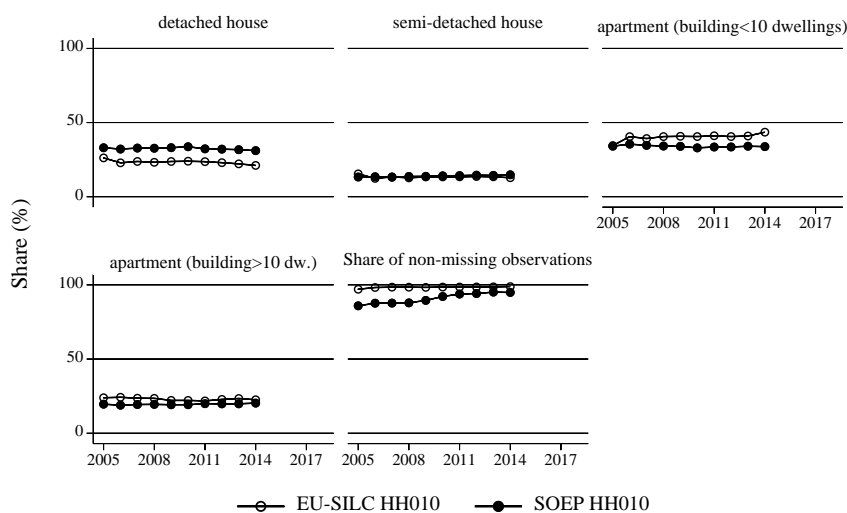 detached house
semi-detached house
apartment (building<10 dwellings)
100
50
0
2005 2008 2011 2014 2017
Share (%)
apartment (building>10 dw.)
Share of non-missing observations
100
50
0
2005 2008 2011 2014 2017
2005 2008 2011 2014 2017
EU-SILC HH010
SOEP HH010